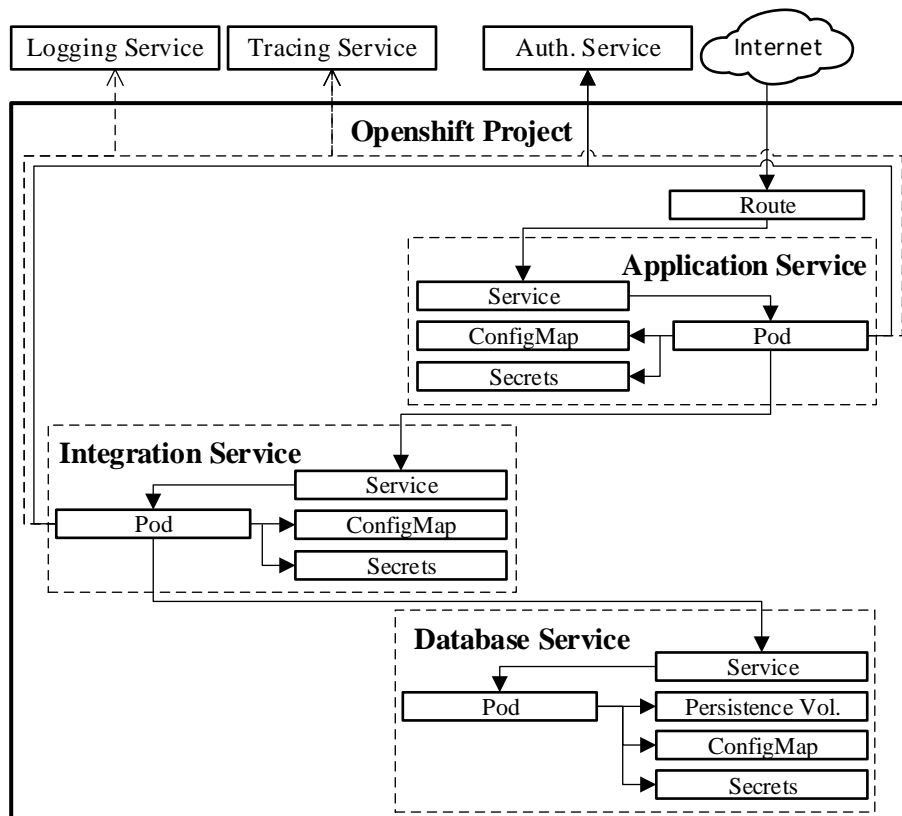 Logging Service
Tracing Service
Auth. Service
Internet
Openshift Project
Route
Application Service
Service
ConfigMap
Pod
Secrets
Integration Service
Service
Pod
ConfigMap
Secrets
Database Service
Service
Pod
Persistence Vol.
ConfigMap
Secrets